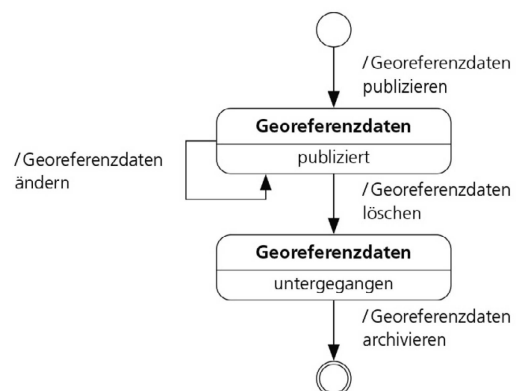 /Georeferenzdaten
publizieren
Georeferenzdaten
publiziert
/Georeferenzdaten
ändern
/Georeferenzdaten
löschen
Georeferenzdaten
untergegangen
/Georeferenzdaten
archivieren